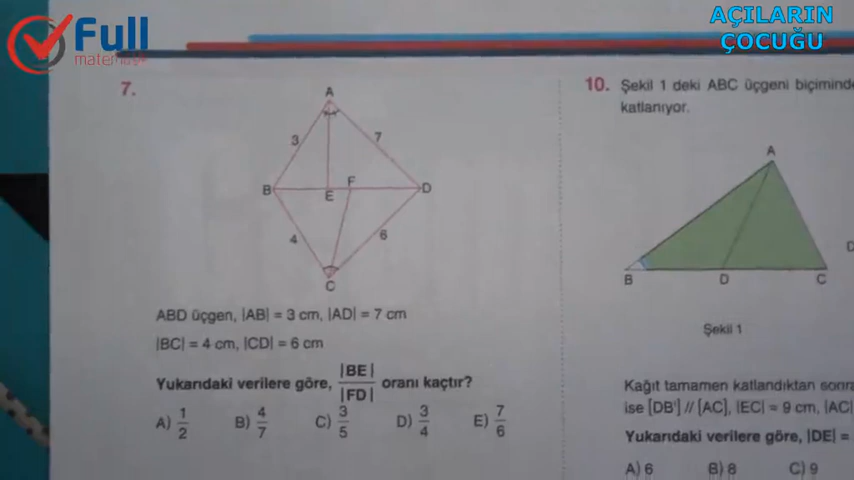 Full
matematik
AÇILARIN
ÇOCUĞU
7.
A
3
7
B
E
F
D
4
6
C
ABD üçgen, |AB| = 3 cm, |AD| = 7 cm
|BC| = 4 cm, |CD| = 6 cm
Yukarıdaki verilere göre, |BE| / |FD| oranı kaçtır?
A) 1/2 B) 4/7 C) 3/5 D) 3/4 E) 7/6
10. Şekil 1 deki ABC üçgeni biçiminde
katlanıyor.
A
B
D
C
Şekil 1
Kağıt tamamen katlandıktan sonra
ise [DB'] // [AC], |EC| = 9 cm, |AC|
Yukarıdaki verilere göre, |DE| =
A) 6 B) 8 C) 9